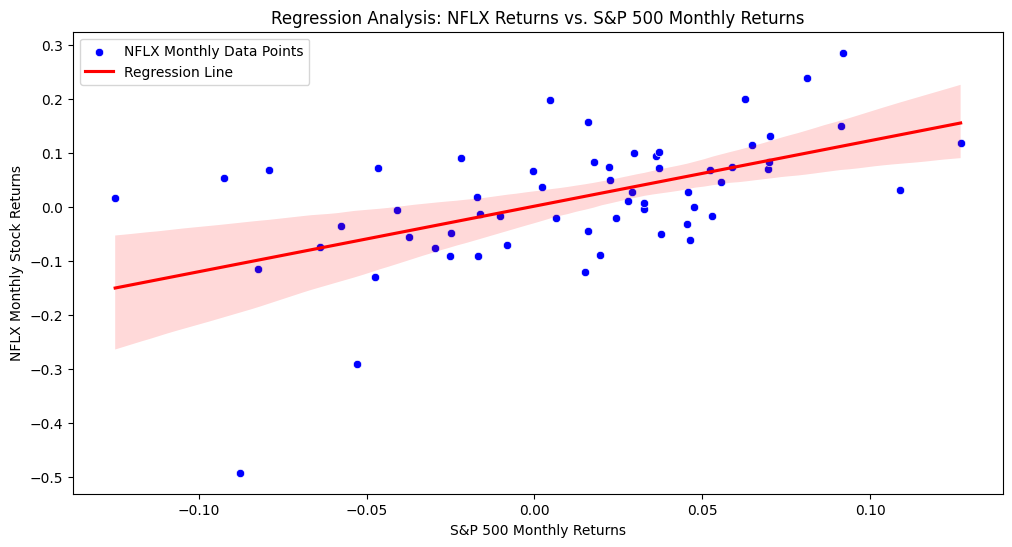 Regression Analysis: NFLX Returns vs. S&P 500 Monthly Returns
NFLX Monthly Data Points
Regression Line
0.3
0.2
0.1
0.0
−0.1
−0.2
−0.3
−0.4
−0.5
NFLX Monthly Stock Returns
−0.10
−0.05
0.00
0.05
0.10
S&P 500 Monthly Returns